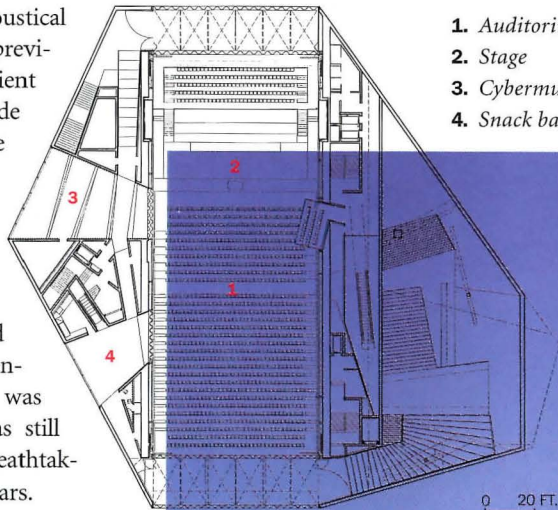 oustical
previ-
ient
de
e
d
n-
was
as still
eathtak-
ars.
2
3
1
4
1. Auditori
2. Stage
3. Cybermu
4. Snack ba
0 20 FT.